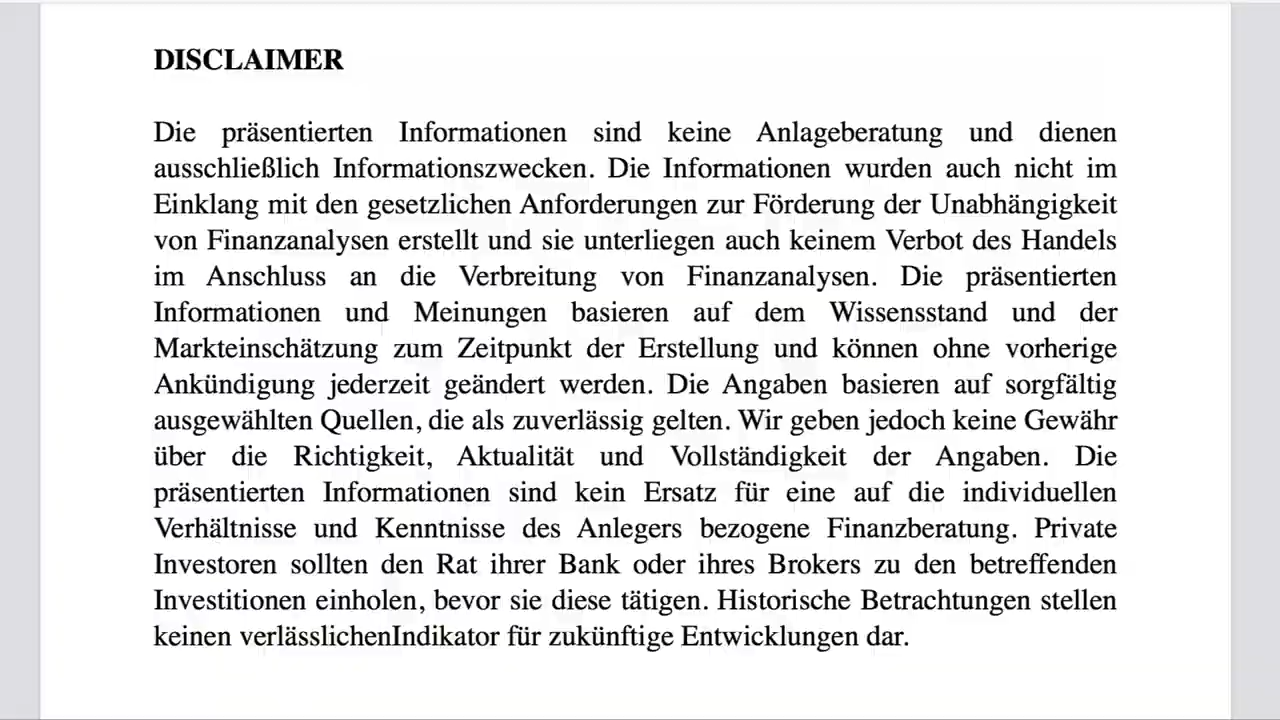 DISCLAIMER
Die präsentierten Informationen sind keine Anlageberatung und dienen
ausschließlich Informationszwecken. Die Informationen wurden auch nicht im
Einklang mit den gesetzlichen Anforderungen zur Förderung der Unabhängigkeit
von Finanzanalysen erstellt und sie unterliegen auch keinem Verbot des Handels
im Anschluss an die Verbreitung von Finanzanalysen. Die präsentierten
Informationen und Meinungen basieren auf dem Wissensstand und der
Markteinschätzung zum Zeitpunkt der Erstellung und können ohne vorherige
Ankündigung jederzeit geändert werden. Die Angaben basieren auf sorgfältig
ausgewählten Quellen, die als zuverlässig gelten. Wir geben jedoch keine Gewähr
über die Richtigkeit, Aktualität und Vollständigkeit der Angaben. Die
präsentierten Informationen sind kein Ersatz für eine auf die individuellen
Verhältnisse und Kenntnisse des Anlegers bezogene Finanzberatung. Private
Investoren sollten den Rat ihrer Bank oder ihres Brokers zu den betreffenden
Investitionen einholen, bevor sie diese tätigen. Historische Betrachtungen stellen
keinen verlässlichenIndikator für zukünftige Entwicklungen dar.